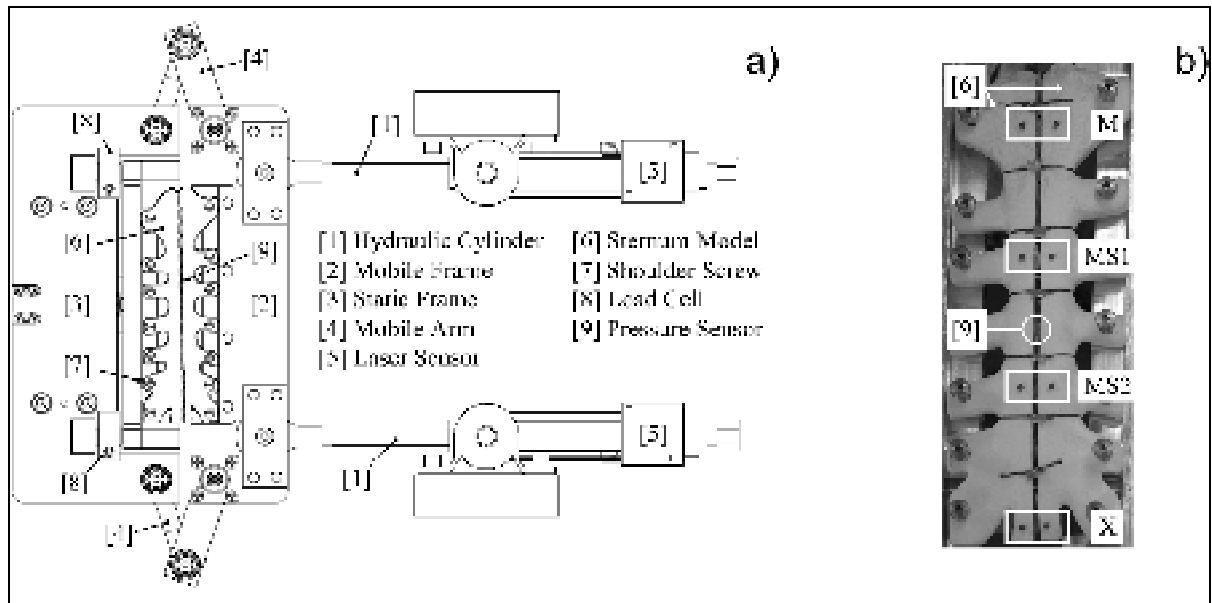 a)
b)
[4]
[8]
[1]
[5]
[6]
[9]
[3]
[2]
[7]
[8]
[4]
[1]
[5]
[1] Hydraulic Cylinder
[2] Mobile Frame
[3] Static Frame
[4] Mobile Arm
[5] Laser Sensor
[6] Sternum Model
[7] Shoulder Screw
[8] Load Cell
[9] Pressure Sensor
[6]
M
MS1
[9]
MS2
X